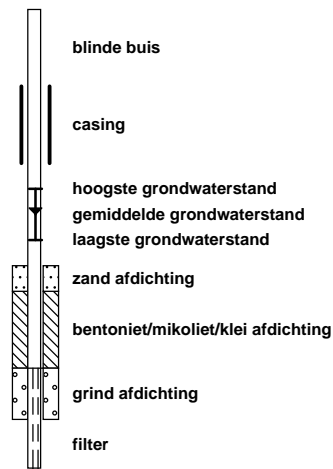 blinde buis
casing
hoogste grondwaterstand
gemiddelde grondwaterstand
laagste grondwaterstand
zand afdichting
bentoniet/mikoliet/klei afdichting
grind afdichting
filter